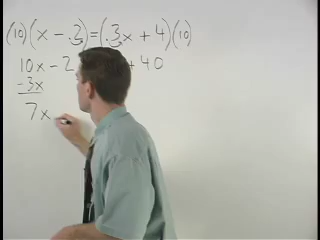 (10)(x - .2) = (.3x + 4)(10)
10x - 2 + 40
-3x
7x